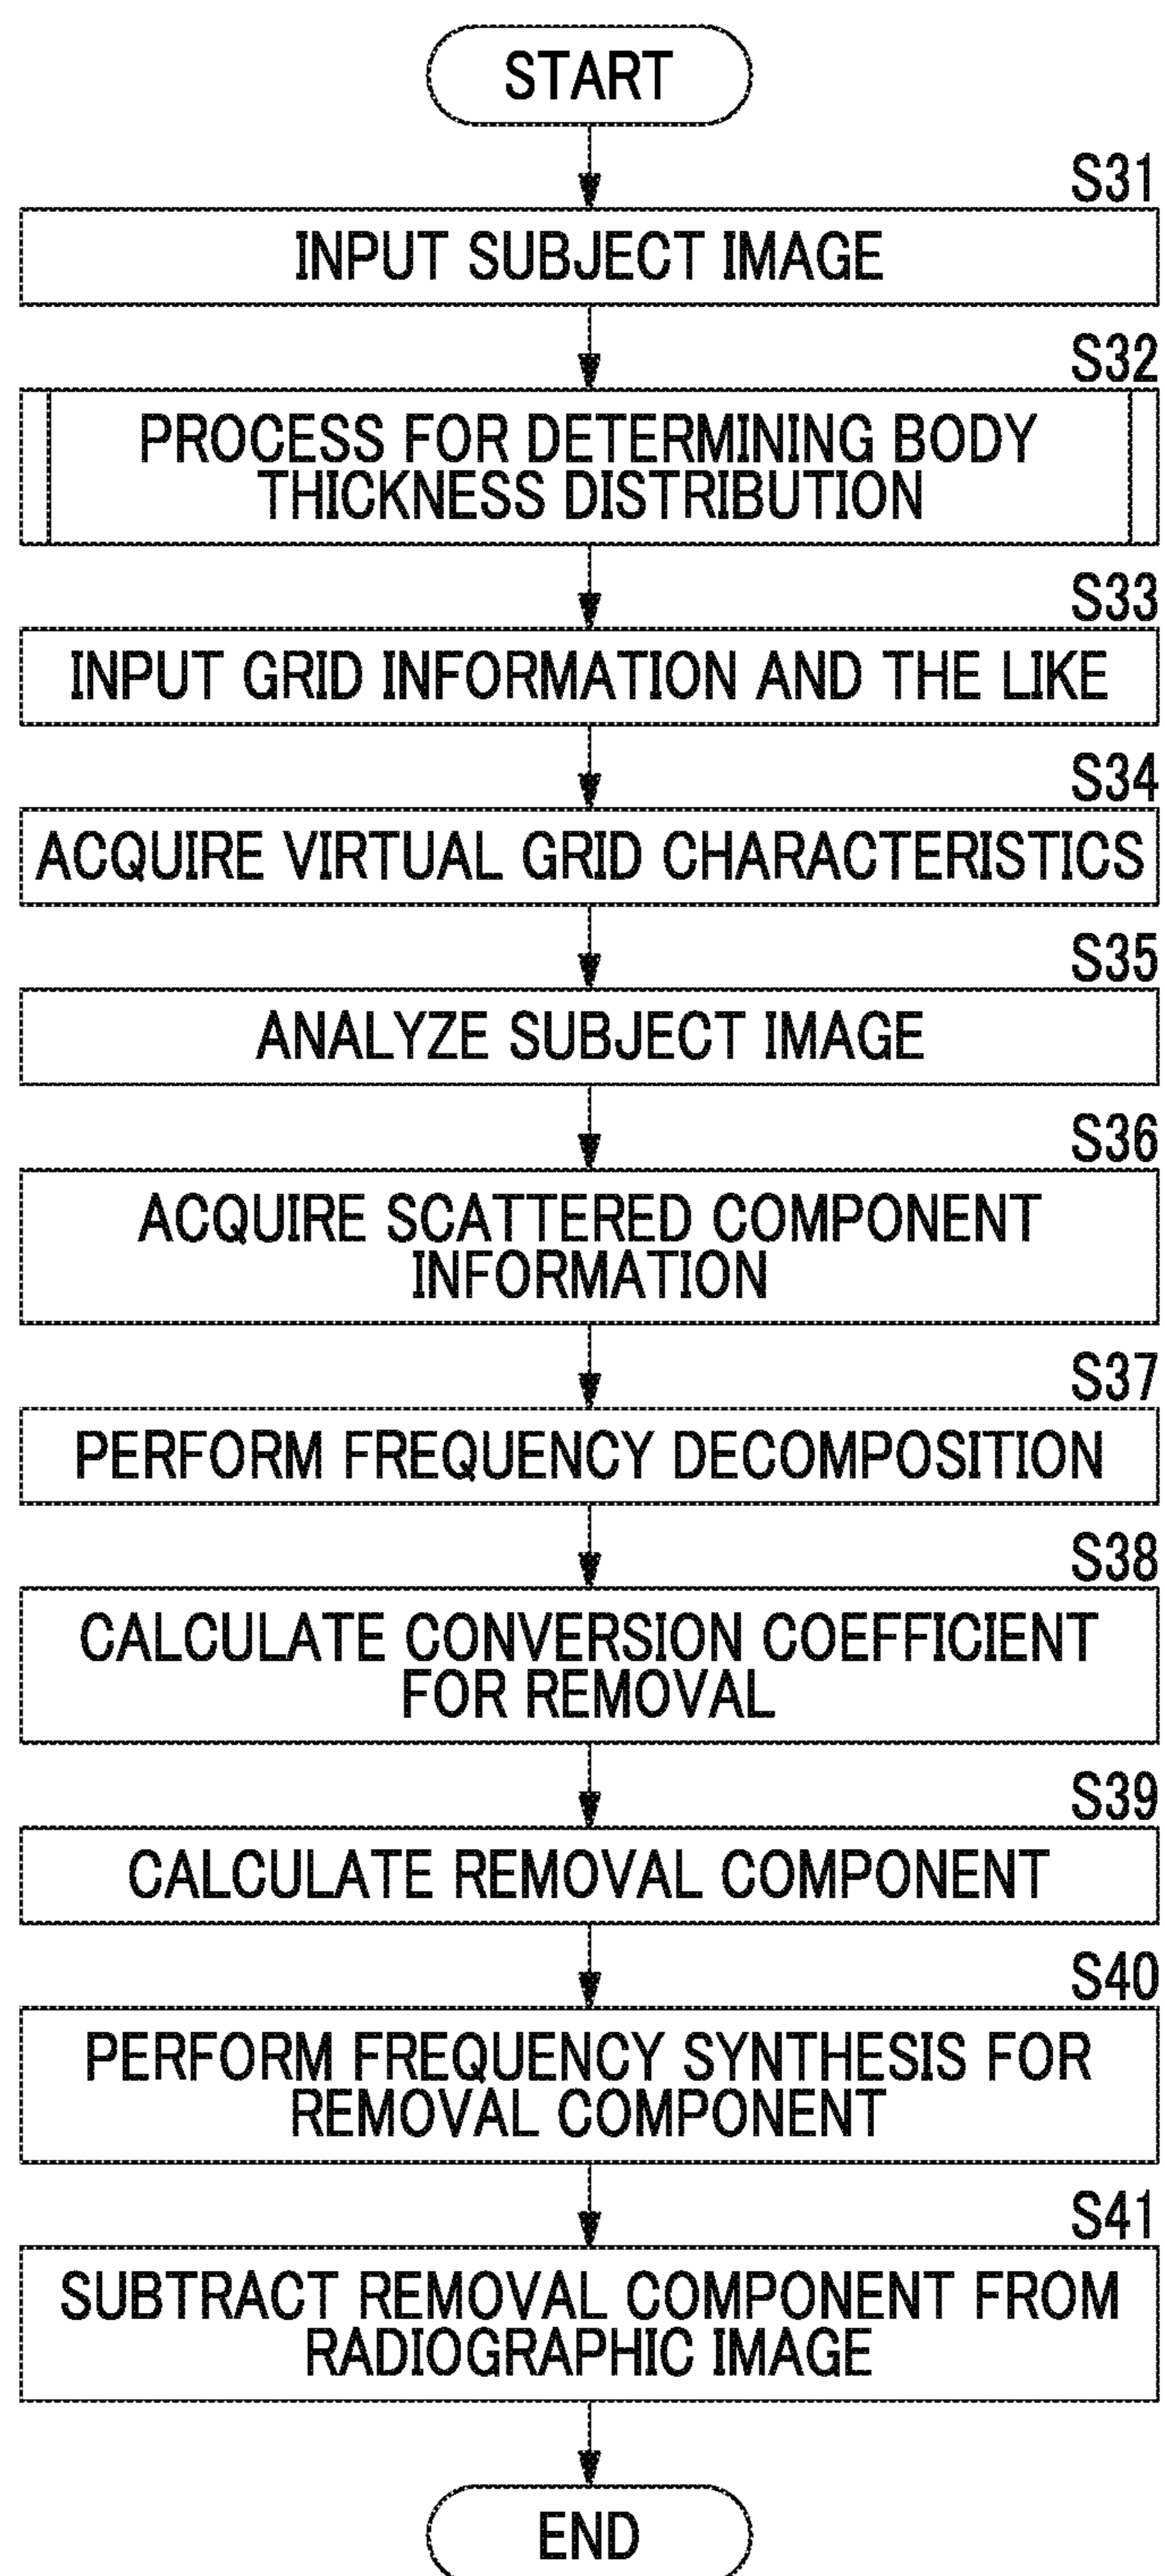 START
S31
INPUT SUBJECT IMAGE
S32
PROCESS FOR DETERMINING BODY
THICKNESS DISTRIBUTION
S33
INPUT GRID INFORMATION AND THE LIKE
S34
ACQUIRE VIRTUAL GRID CHARACTERISTICS
S35
ANALYZE SUBJECT IMAGE
S36
ACQUIRE SCATTERED COMPONENT
INFORMATION
S37
PERFORM FREQUENCY DECOMPOSITION
S38
CALCULATE CONVERSION COEFFICIENT
FOR REMOVAL
S39
CALCULATE REMOVAL COMPONENT
S40
PERFORM FREQUENCY SYNTHESIS FOR
REMOVAL COMPONENT
S41
SUBTRACT REMOVAL COMPONENT FROM
RADIOGRAPHIC IMAGE
END